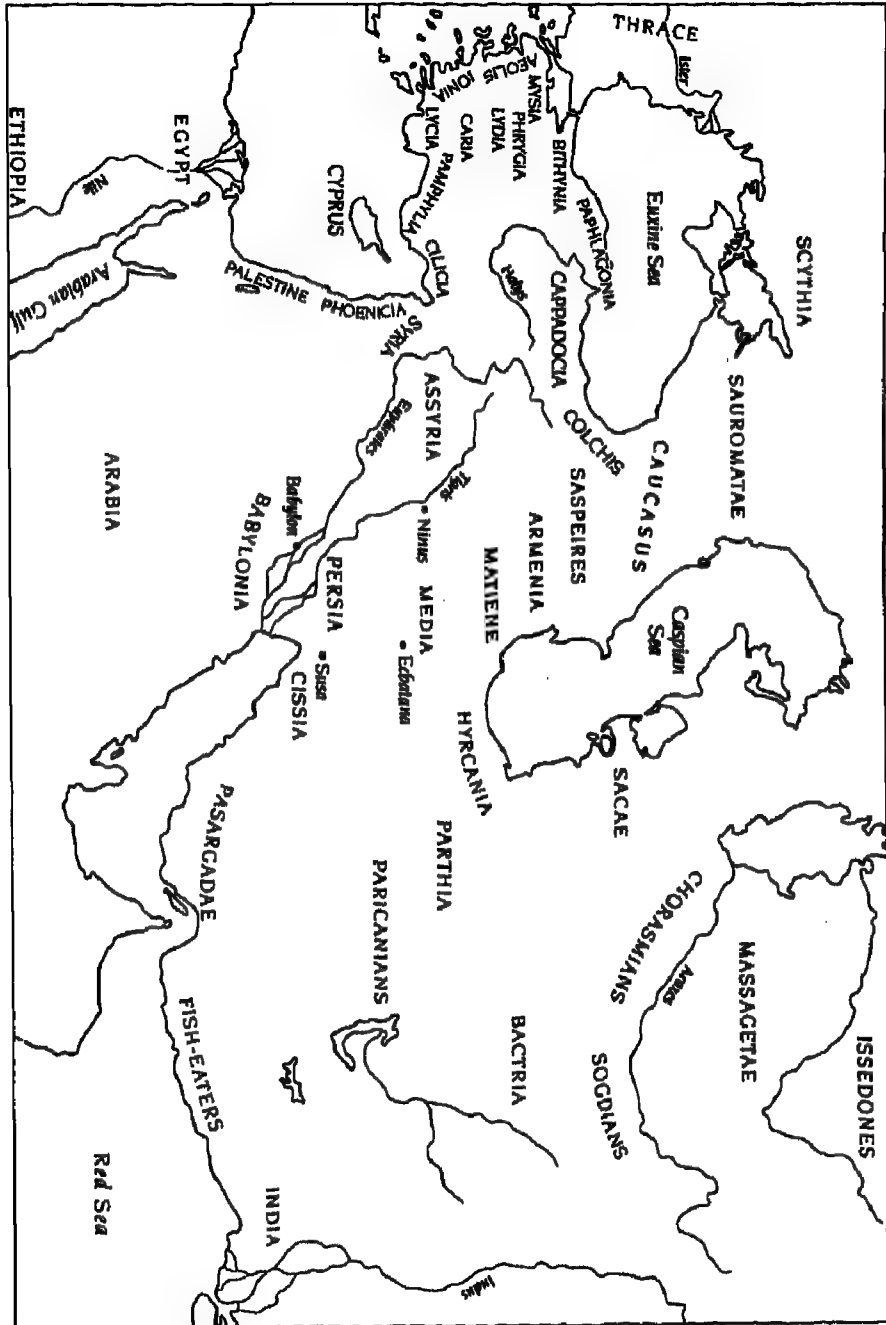 THRACE
Ister
SCYTHIA
SAUROMATAE
ISSEDONES
MASSAGETAE
Euxine Sea
CAUCASUS
Caspian
Sea
SACAE
CHORASMIANS
Araxes
SOGDIANS
COLCHIS
SASPEIRES
ARMENIA
MATIENE
HYRCANIA
PARTHIA
BACTRIA
PARICANIANS
AEOLIS
IONIA
MYSIA
PHRYGIA
LYDIA
CARIA
LYCIA
BITHYNIA
PAPHLAGONIA
PAMPHYLIA
CILICIA
Halys
CAPPADOCIA
CYPRUS
SYRIA
PHOENICIA
PALESTINE
ASSYRIA
Euphrates
Tigris
Ninus
MEDIA
Ecbatana
Babylon
BABYLONIA
PERSIA
Susa
CISSIA
PASARGADAE
FISH-EATERS
INDIA
Indus
EGYPT
Nile
ETHIOPIA
Arabian Gulf
ARABIA
Red Sea